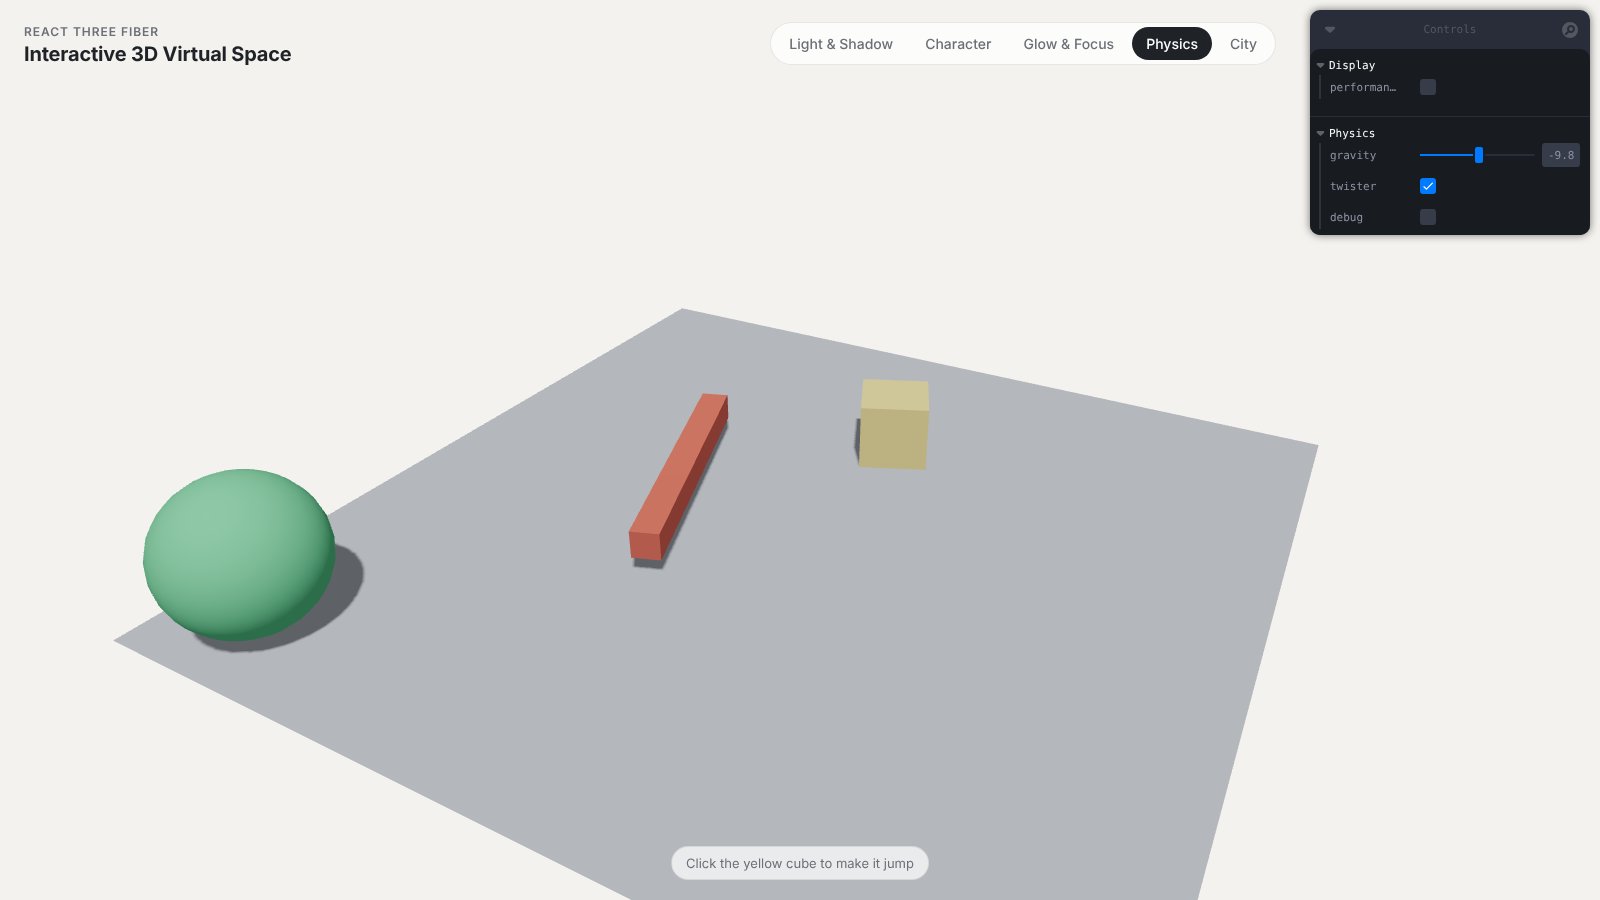 REACT THREE FIBER
Interactive 3D Virtual Space
Light & Shadow
Character
Glow & Focus
Physics
City
Controls
Display
performan…
Physics
gravity
-9.8
twister
debug
Click the yellow cube to make it jump